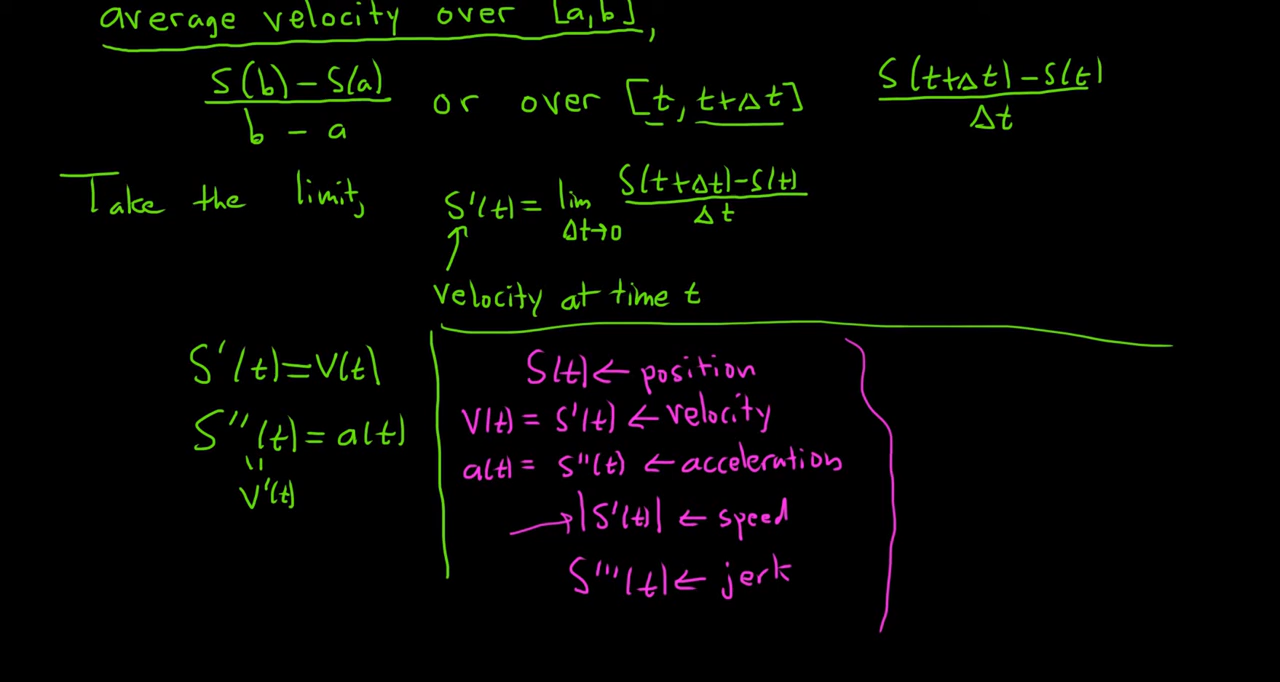 average velocity over [a,b],
S(b)-S(a)/b-a or over [t, t+Δt] S(t+Δt)-S(t)/Δt
Take the limit, S'(t) = lim Δt→0 S(t+Δt)-S(t)/Δt
↑
velocity at time t
S'(t)=V(t)
S''(t)=a(t)
\\
V'(t)
S(t) ← position
V(t) = S'(t) ← velocity
a(t) = S''(t) ← acceleration
→ |S'(t)| ← speed
S'''(t) ← jerk